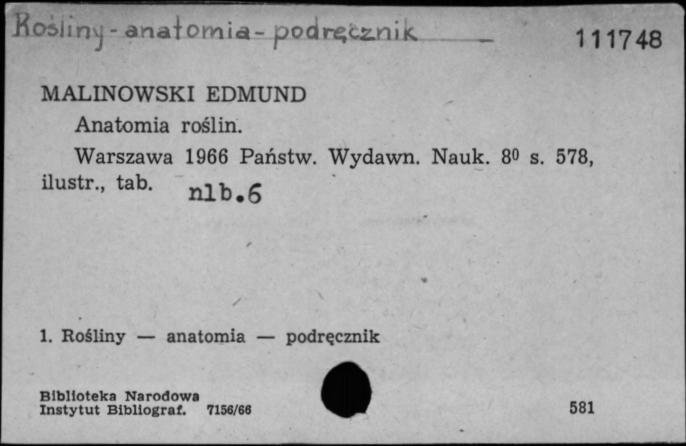 Rośliny - anatomia - podręcznik
111748
MALINOWSKI EDMUND
Anatomia roślin.
Warszawa 1966 Państw. Wydawn. Nauk. 8⁰ s. 578,
ilustr., tab. nlb.6
1. Rośliny — anatomia — podręcznik
Biblioteka Narodowa
Instytut Bibliograf. 7156/66
581